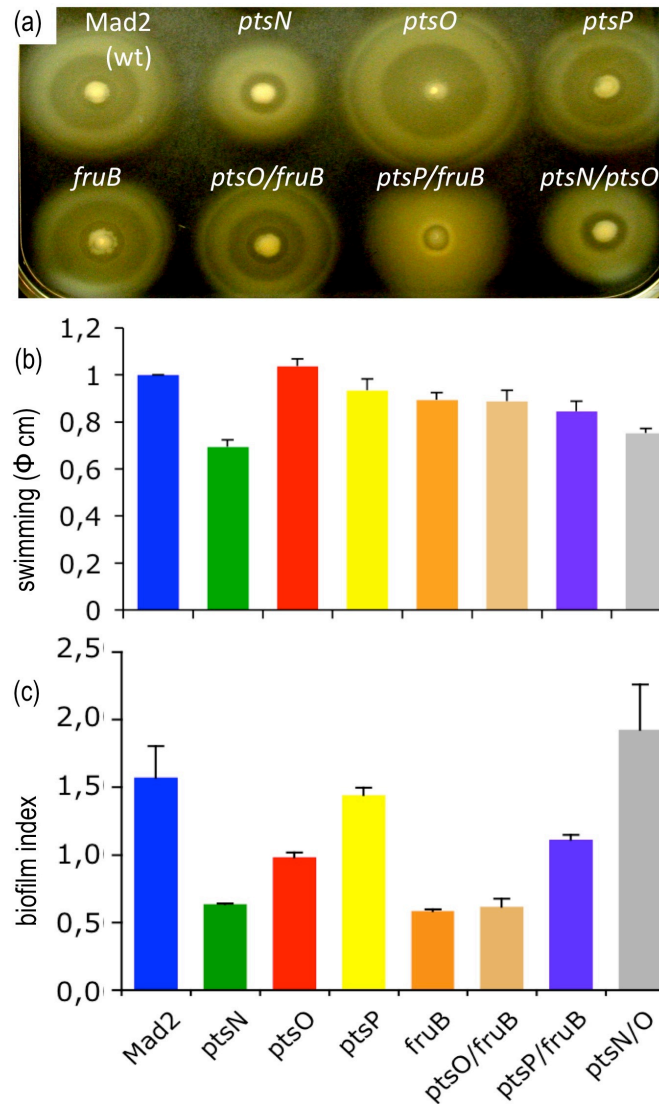 (a) Mad2 ptsN ptsO ptsP
(wt)
fruB ptsO/fruB ptsP/fruB ptsN/ptsO
(b)
1,2
1
0,8
0,6
0,4
0,2
0
swimming (Φ cm)
(c)
2,5
2,0
1,5
1,0
0,5
0,0
biofilm index
Mad2 ptsN ptsO ptsP fruB ptsO/fruB ptsP/fruB ptsN/O